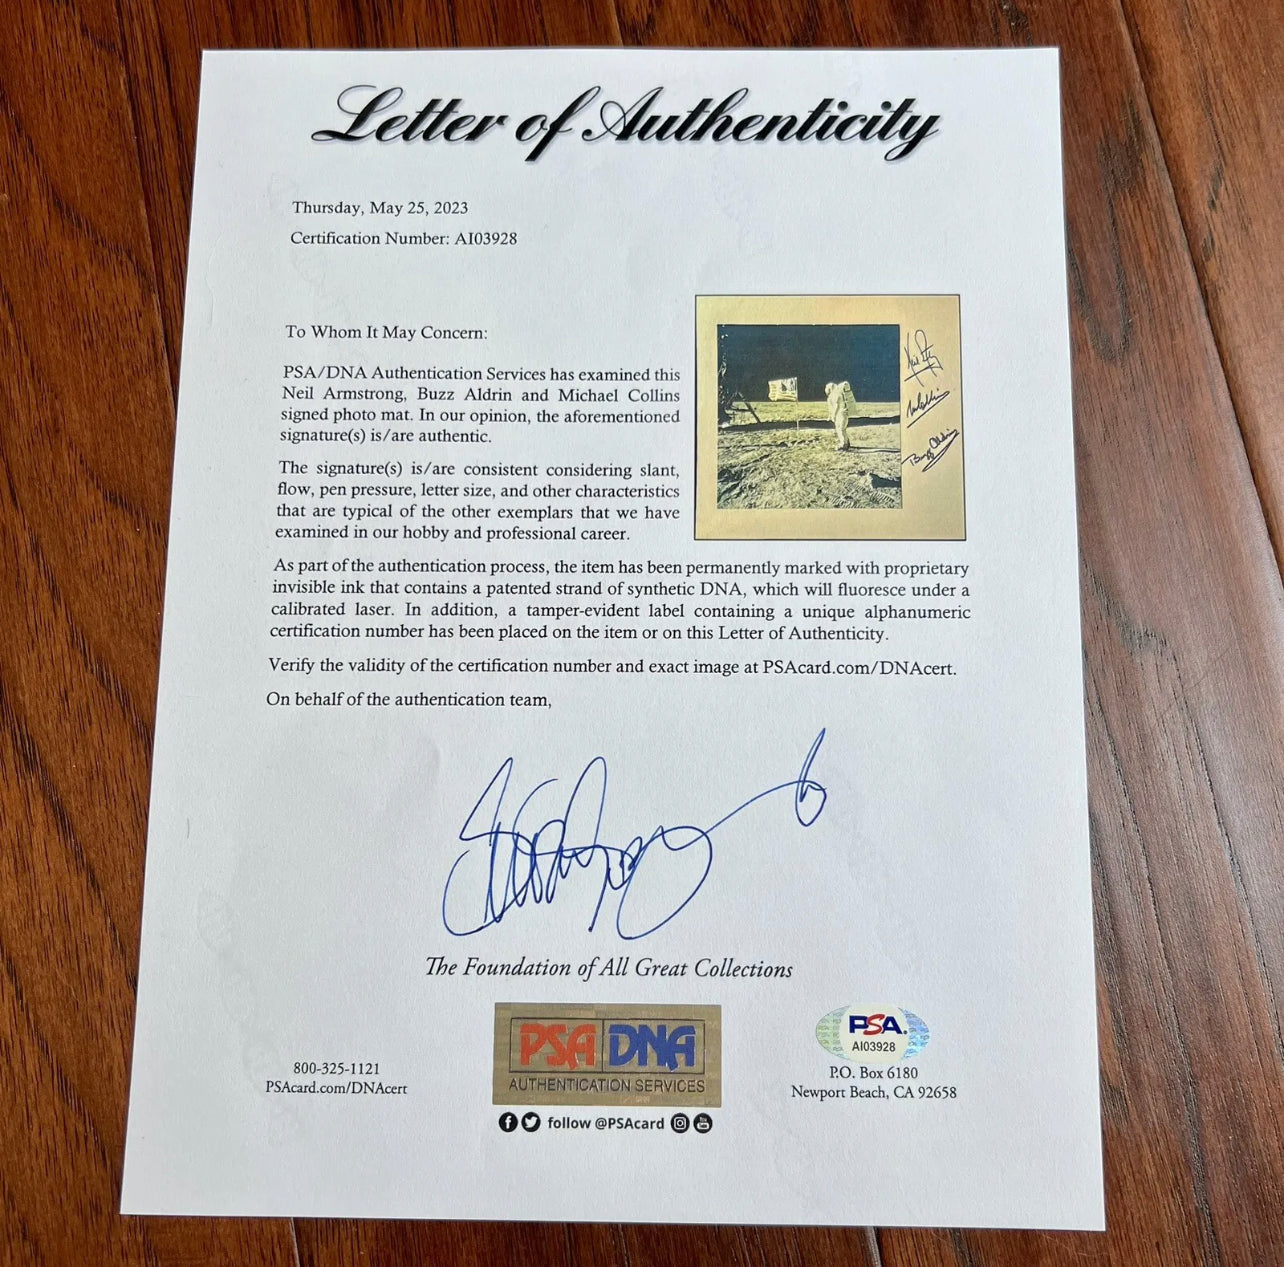 Letter of Authenticity
Thursday, May 25, 2023
Certification Number: AI03928
To Whom It May Concern:
PSA/DNA Authentication Services has examined this
Neil Armstrong, Buzz Aldrin and Michael Collins
signed photo mat. In our opinion, the aforementioned
signature(s) is/are authentic.
The signature(s) is/are consistent considering slant,
flow, pen pressure, letter size, and other characteristics
that are typical of the other exemplars that we have
examined in our hobby and professional career.
As part of the authentication process, the item has been permanently marked with proprietary
invisible ink that contains a patented strand of synthetic DNA, which will fluoresce under a
calibrated laser. In addition, a tamper-evident label containing a unique alphanumeric
certification number has been placed on the item or on this Letter of Authenticity.
Verify the validity of the certification number and exact image at PSAcard.com/DNAcert.
On behalf of the authentication team,
The Foundation of All Great Collections
800-325-1121
PSAcard.com/DNAcert
PSA DNA
AUTHENTICATION SERVICES
follow @PSAcard
PSA
AI03928
P.O. Box 6180
Newport Beach, CA 92658